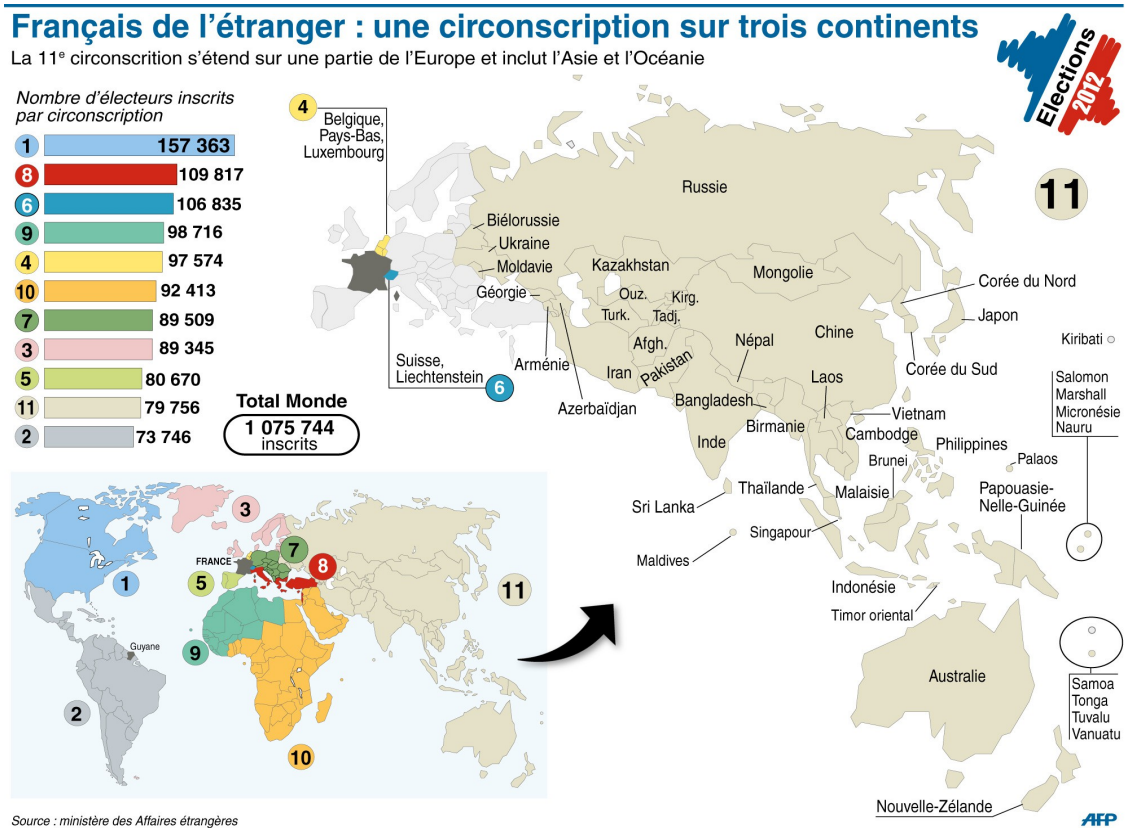 Français de l'étranger : une circonscription sur trois continents
La 11e circonscrition s'étend sur une partie de l'Europe et inclut l'Asie et l'Océanie
Elections
2012
Nombre d'électeurs inscrits
par circonscription
1 157 363
8 109 817
6 106 835
9 98 716
4 97 574
10 92 413
7 89 509
3 89 345
5 80 670
11 79 756
2 73 746
Total Monde
1 075 744
inscrits
4
Belgique,
Pays-Bas,
Luxembourg
Suisse,
Liechtenstein
6
11
Russie
Biélorussie
Ukraine
Moldavie
Géorgie
Arménie
Azerbaïdjan
Kazakhstan
Ouz.
Kirg.
Turk.
Tadj.
Afgh.
Iran
Pakistan
Mongolie
Chine
Népal
Laos
Bangladesh
Birmanie
Inde
Corée du Nord
Japon
Corée du Sud
Kiribati
Salomon
Marshall
Micronésie
Nauru
Vietnam
Cambodge
Philippines
Brunei
Palaos
Thaïlande
Malaisie
Papouasie-
Nelle-Guinée
Sri Lanka
Singapour
Maldives
Indonésie
Timor oriental
Australie
Samoa
Tonga
Tuvalu
Vanuatu
Nouvelle-Zélande
3
7
FRANCE
8
5
1
11
Guyane
9
2
10
Source : ministère des Affaires étrangères
AFP